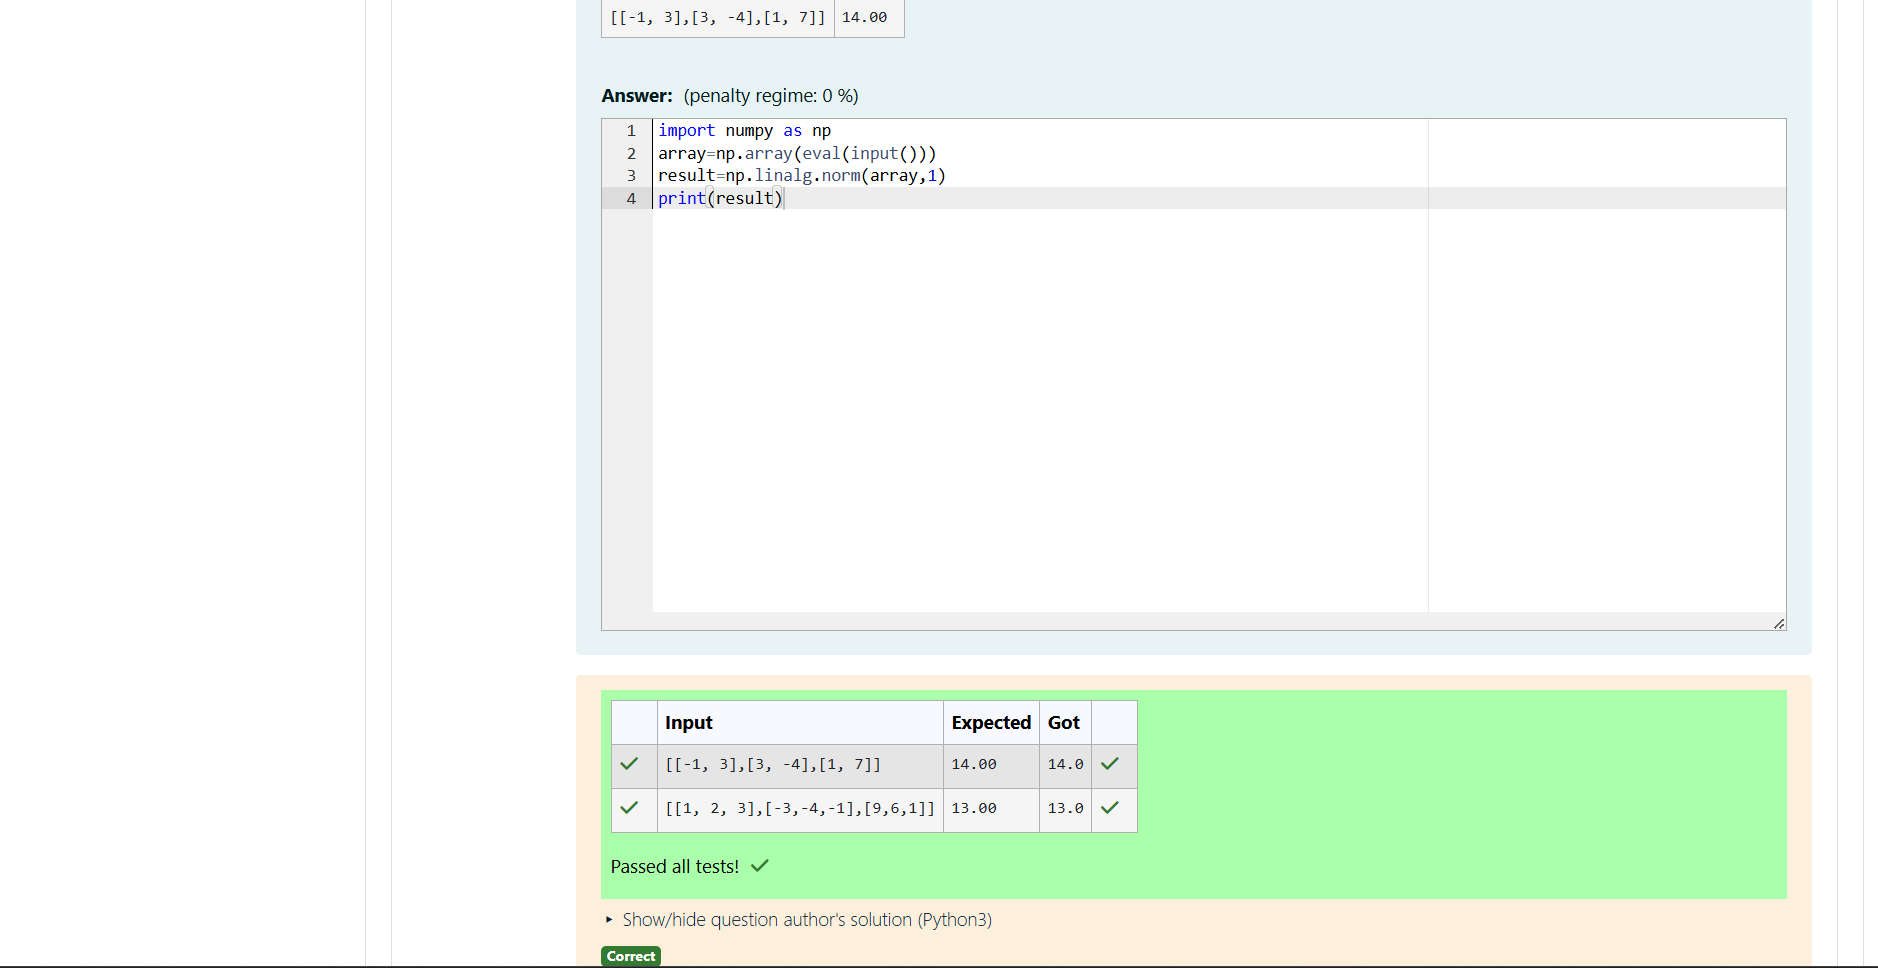 [[-1, 3],[3, -4],[1, 7]] 14.00
Answer: (penalty regime: 0 %)
1 import numpy as np
2 array=np.array(eval(input()))
3 result=np.linalg.norm(array,1)
4 print(result)
Input Expected Got
[[-1, 3],[3, -4],[1, 7]] 14.00 14.0
[[1, 2, 3],[-3,-4,-1],[9,6,1]] 13.00 13.0
Passed all tests!
Show/hide question author's solution (Python3)
Correct